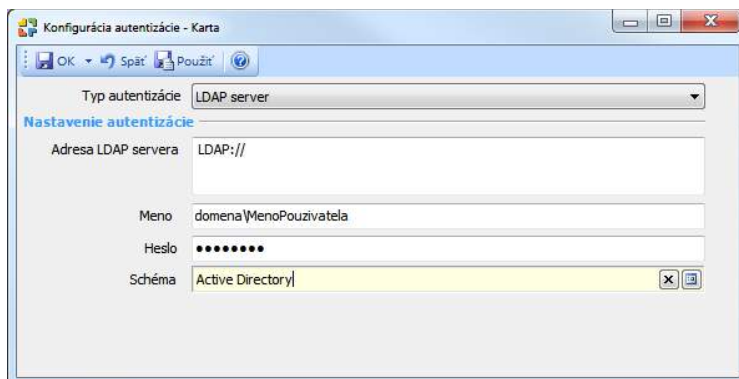 Konfigurácia autentizácie - Karta
OK Späť Použiť
Typ autentizácie LDAP server
Nastavenie autentizácie
Adresa LDAP servera LDAP://
Meno domena\MenoPouzivatela
Heslo ●●●●●●●●
Schéma Active Directory